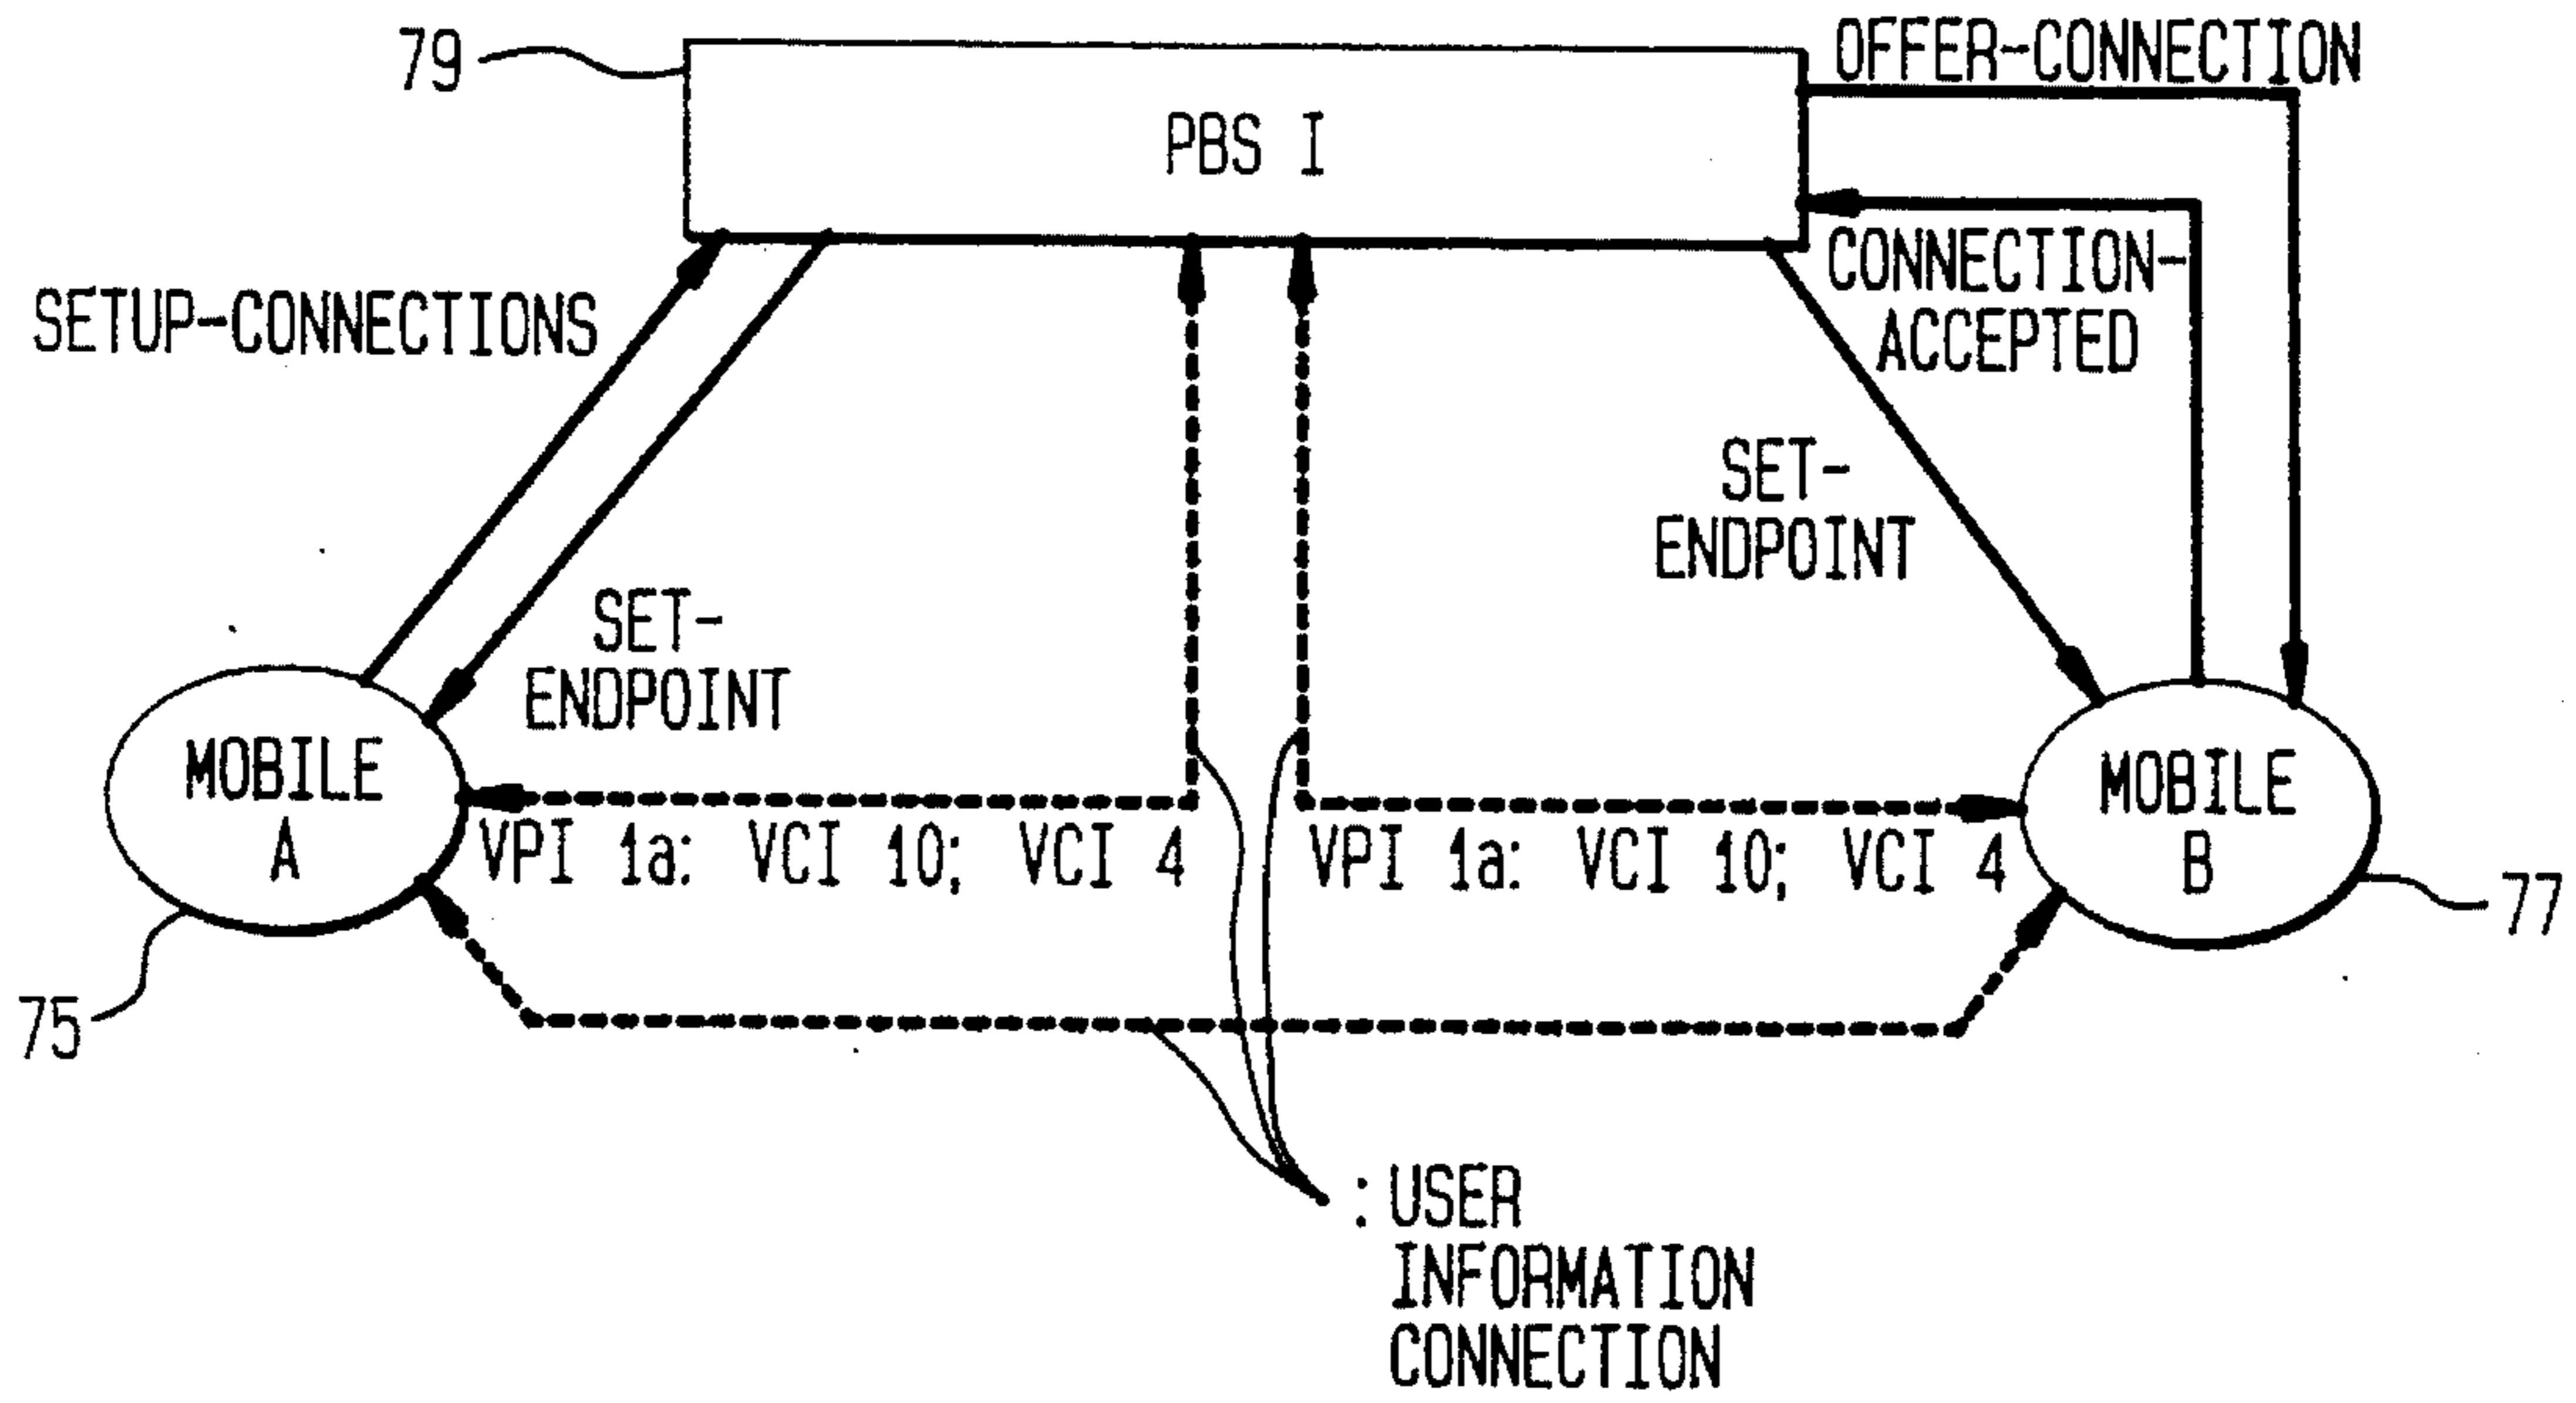 79
PBS I
OFFER-CONNECTION
CONNECTION-
ACCEPTED
SETUP-CONNECTIONS
SET-
ENDPOINT
SET-
ENDPOINT
MOBILE
A
VPI 1a: VCI 10; VCI 4
VPI 1a: VCI 10; VCI 4
MOBILE
B
77
75
: USER
INFORMATION
CONNECTION